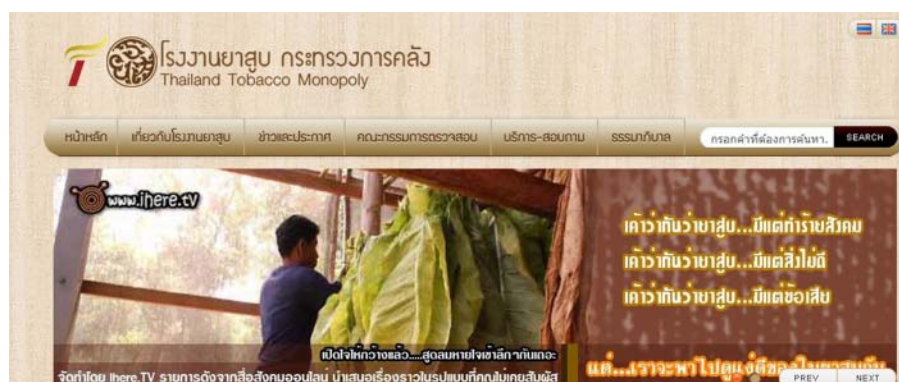 โรงงานยาสูบ กระทรวงการคลัง
Thailand Tobacco Monopoly
หน้าหลัก เกี่ยวกับโรงงานยาสูบ ข่าวและประกาศ คณะกรรมการตรวจสอบ บริการ-สอบถาม ธรรมาภิบาล กรอกคำที่ต้องการค้นหา. SEARCH
www.ihere.tv
เค้าว่ากันว่ายาสูบ...มีแต่ทำร้ายสังคม
เค้าว่ากันว่ายาสูบ...มีแต่สิ่งไม่ดี
เค้าว่ากันว่ายาสูบ...มีแต่ข้อเสีย
เปิดใจให้กว้างแล้ว.....สูดลมหายใจเข้าลึกๆกันเถอะ
แต่...เราจะพาไปดูแง่ดีของใบยาสูบกัน
จัดทำโดย Ihere.TV รายการดังจากสื่อสังคมออนไลน์ นำเสนอเรื่องราวในรูปแบบที่คุณไม่เคยสัมผัส
PREV NEXT